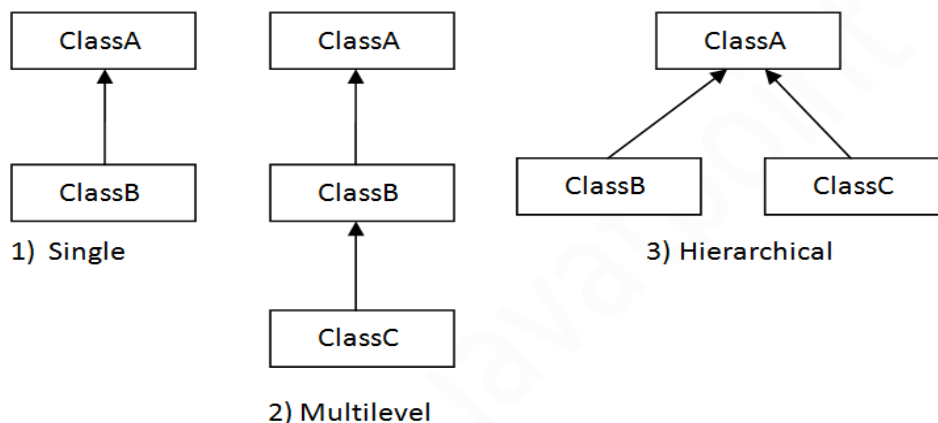 ClassA
ClassB
1) Single
ClassA
ClassB
ClassC
2) Multilevel
ClassA
ClassB
ClassC
3) Hierarchical